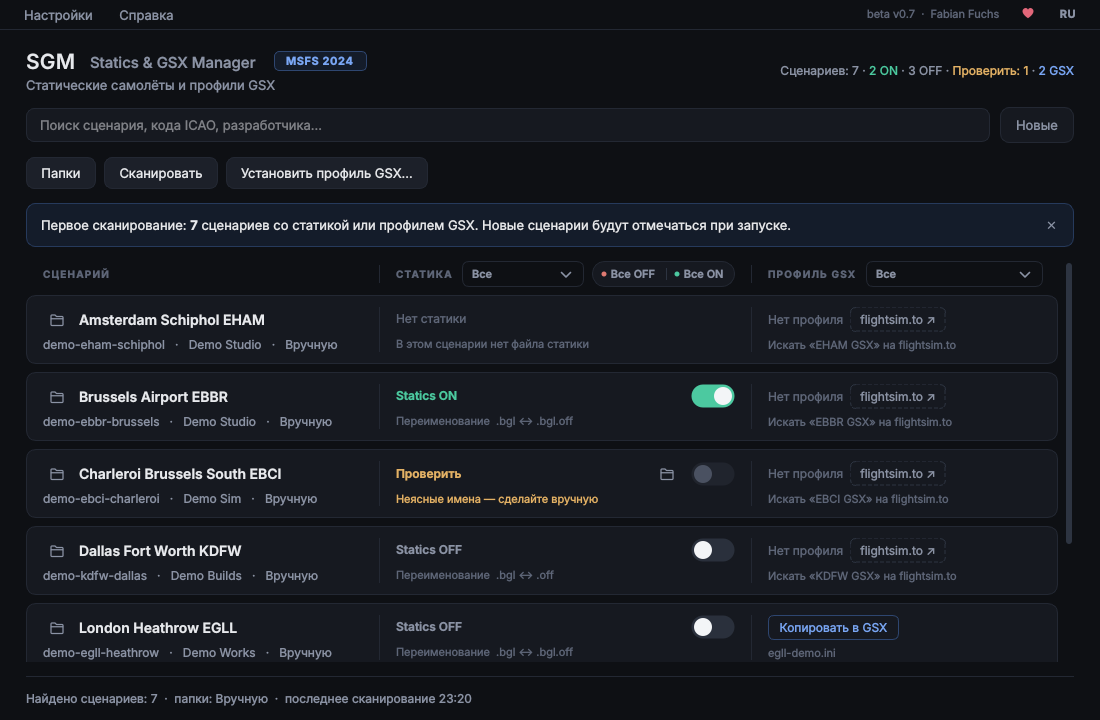 Настройки Справка beta v0.7 · Fabian Fuchs RU
SGM Statics & GSX Manager MSFS 2024
Статические самолёты и профили GSX
Сценариев: 7 · 2 ON · 3 OFF · Проверить: 1 · 2 GSX
Поиск сценария, кода ICAO, разработчика... Новые
Папки Сканировать Установить профиль GSX...
Первое сканирование: 7 сценариев со статикой или профилем GSX. Новые сценарии будут отмечаться при запуске. ×
СЦЕНАРИЙ СТАТИКА Все Все OFF Все ON ПРОФИЛЬ GSX Все
Amsterdam Schiphol EHAM Нет статики Нет профиля flightsim.to ↗
demo-eham-schiphol · Demo Studio · Вручную В этом сценарии нет файла статики Искать «EHAM GSX» на flightsim.to
Brussels Airport EBBR Statics ON Нет профиля flightsim.to ↗
demo-ebbr-brussels · Demo Studio · Вручную Переименование .bgl ↔ .bgl.off Искать «EBBR GSX» на flightsim.to
Charleroi Brussels South EBCI Проверить Нет профиля flightsim.to ↗
demo-ebci-charleroi · Demo Sim · Вручную Неясные имена — сделайте вручную Искать «EBCI GSX» на flightsim.to
Dallas Fort Worth KDFW Statics OFF Нет профиля flightsim.to ↗
demo-kdfw-dallas · Demo Builds · Вручную Переименование .bgl ↔ .off Искать «KDFW GSX» на flightsim.to
London Heathrow EGLL Statics OFF Копировать в GSX
demo-egll-heathrow · Demo Works · Вручную Переименование .bgl ↔ .bgl.off egll-demo.ini
Найдено сценариев: 7 · папки: Вручную · последнее сканирование 23:20